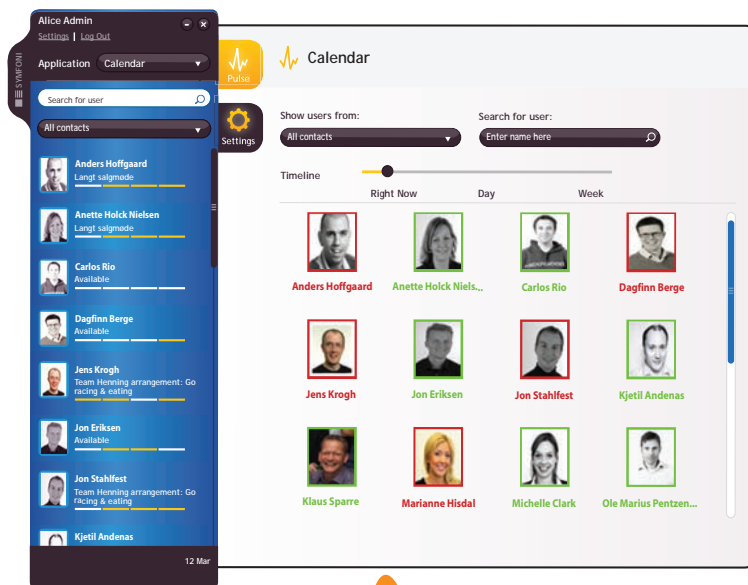 Alice Admin
Settings | Log Out
SYMFONI
Application Calendar
Search for user
All contacts
Anders Hoffgaard
Langt salgmøde
Anette Holck Nielsen
Langt salgmøde
Carlos Rio
Available
Dagfinn Berge
Available
Jens Krogh
Team Henning arrangement: Go
racing & eating
Jon Eriksen
Available
Jon Stahlfest
Team Henning arrangement: Go
racing & eating
Kjetil Andenas
12 Mar
Pulse
Settings
Calendar
Show users from:
All contacts
Search for user:
Enter name here
Timeline
Right Now Day Week
Anders Hoffgaard Anette Holck Niels... Carlos Rio Dagfinn Berge
Jens Krogh Jon Eriksen Jon Stahlfest Kjetil Andenas
Klaus Sparre Marianne Hisdal Michelle Clark Ole Marius Pentzen...